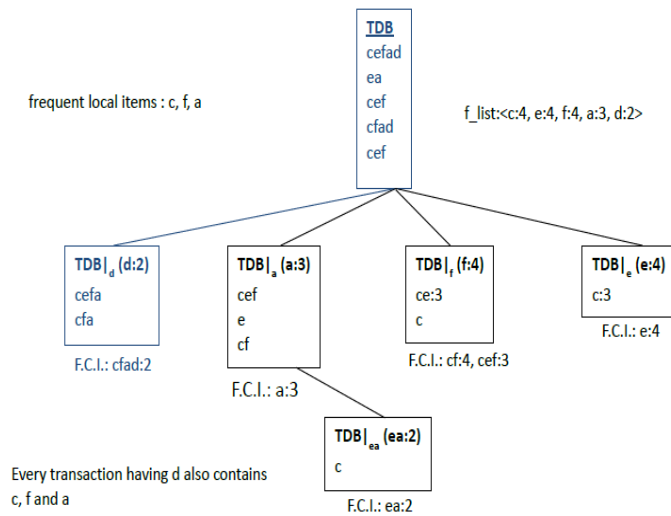 TDB
cefad
ea
cef
cfad
cef
frequent local items : c, f, a
f_list:<c:4, e:4, f:4, a:3, d:2>
TDB|d (d:2)
cefa
cfa
F.C.I.: cfad:2
TDB|a (a:3)
cef
e
cf
F.C.I.: a:3
TDB|f (f:4)
ce:3
c
F.C.I.: cf:4, cef:3
TDB|e (e:4)
c:3
F.C.I.: e:4
TDB|ea (ea:2)
c
F.C.I.: ea:2
Every transaction having d also contains
c, f and a